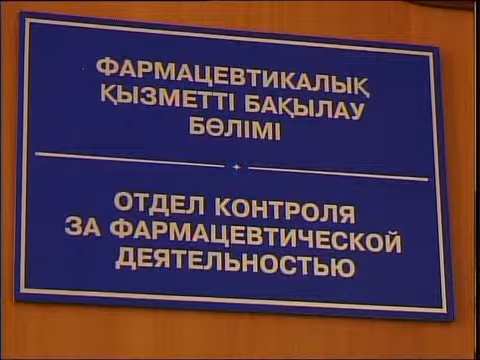 ФАРМАЦЕВТИКАЛЫҚ
ҚЫЗМЕТТІ БАҚЫЛАУ
БӨЛІМІ
ОТДЕЛ КОНТРОЛЯ
ЗА ФАРМАЦЕВТИЧЕСКОЙ
ДЕЯТЕЛЬНОСТЬЮ